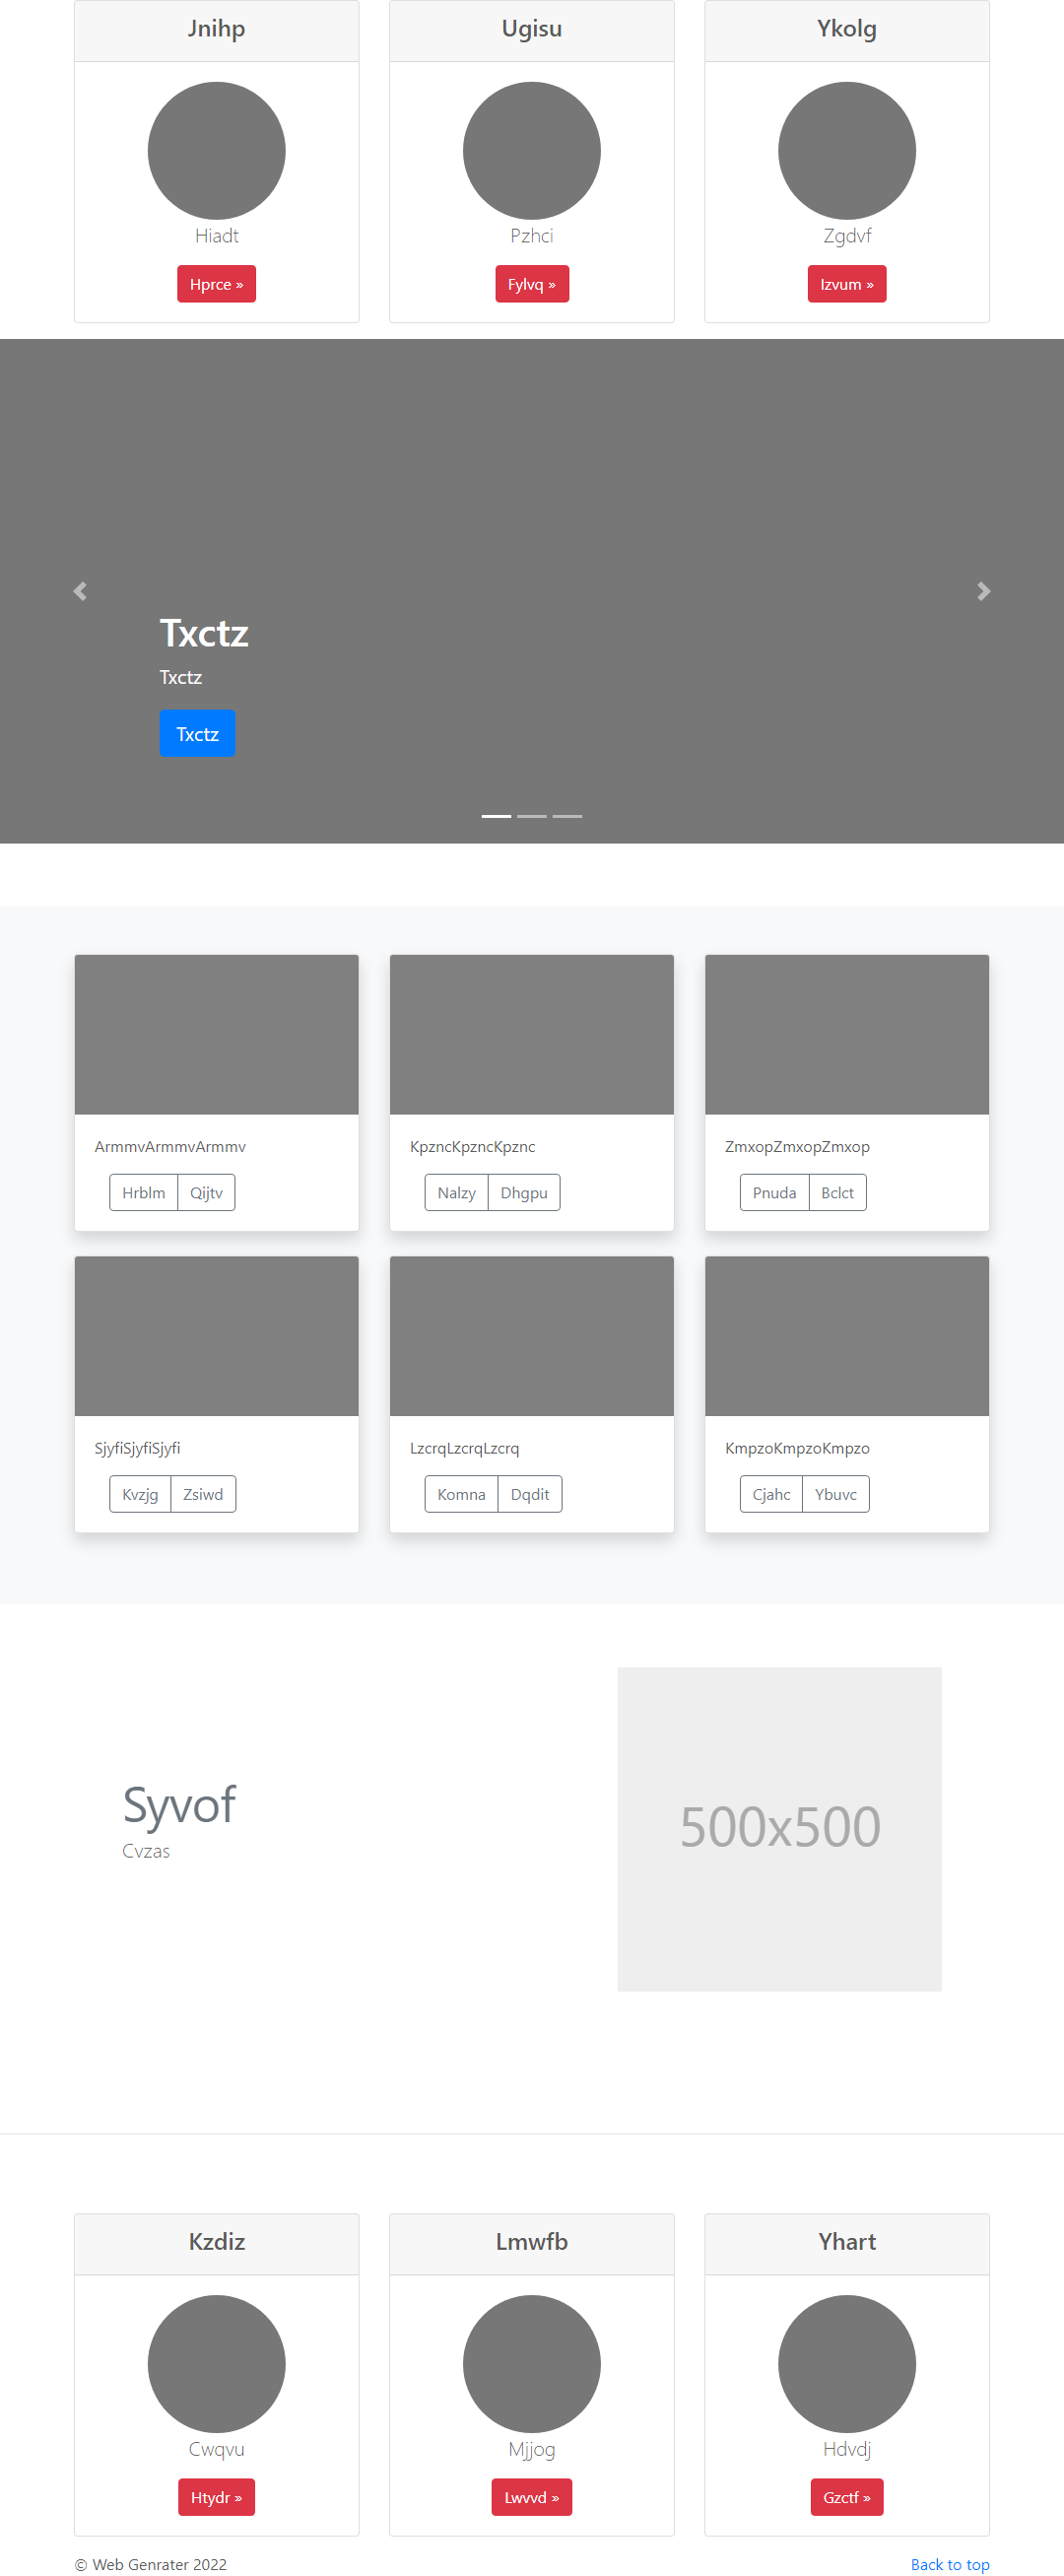 Jnihp
Ugisu
Ykolg
Hiadt
Pzhci
Zgdvf
Hprce »
Fylvq »
Izvum »
Txctz
Txctz
Txctz
ArmmvArmmvArmmv
KpzncKpzncKpznc
ZmxopZmxopZmxop
Hrblm Qijtv
Nalzy Dhgpu
Pnuda Bclct
SjyfiSjyfiSjyfi
LzcrqLzcrqLzcrq
KmpzoKmpzoKmpzo
Kvzjg Zsiwd
Komna Dqdit
Cjahc Ybuvc
Syvof
Cvzas
500x500
Kzdiz
Lmwfb
Yhart
Cwqvu
Mjjog
Hdvdj
Htydr »
Lwvvd »
Gzctf »
© Web Genrater 2022
Back to top